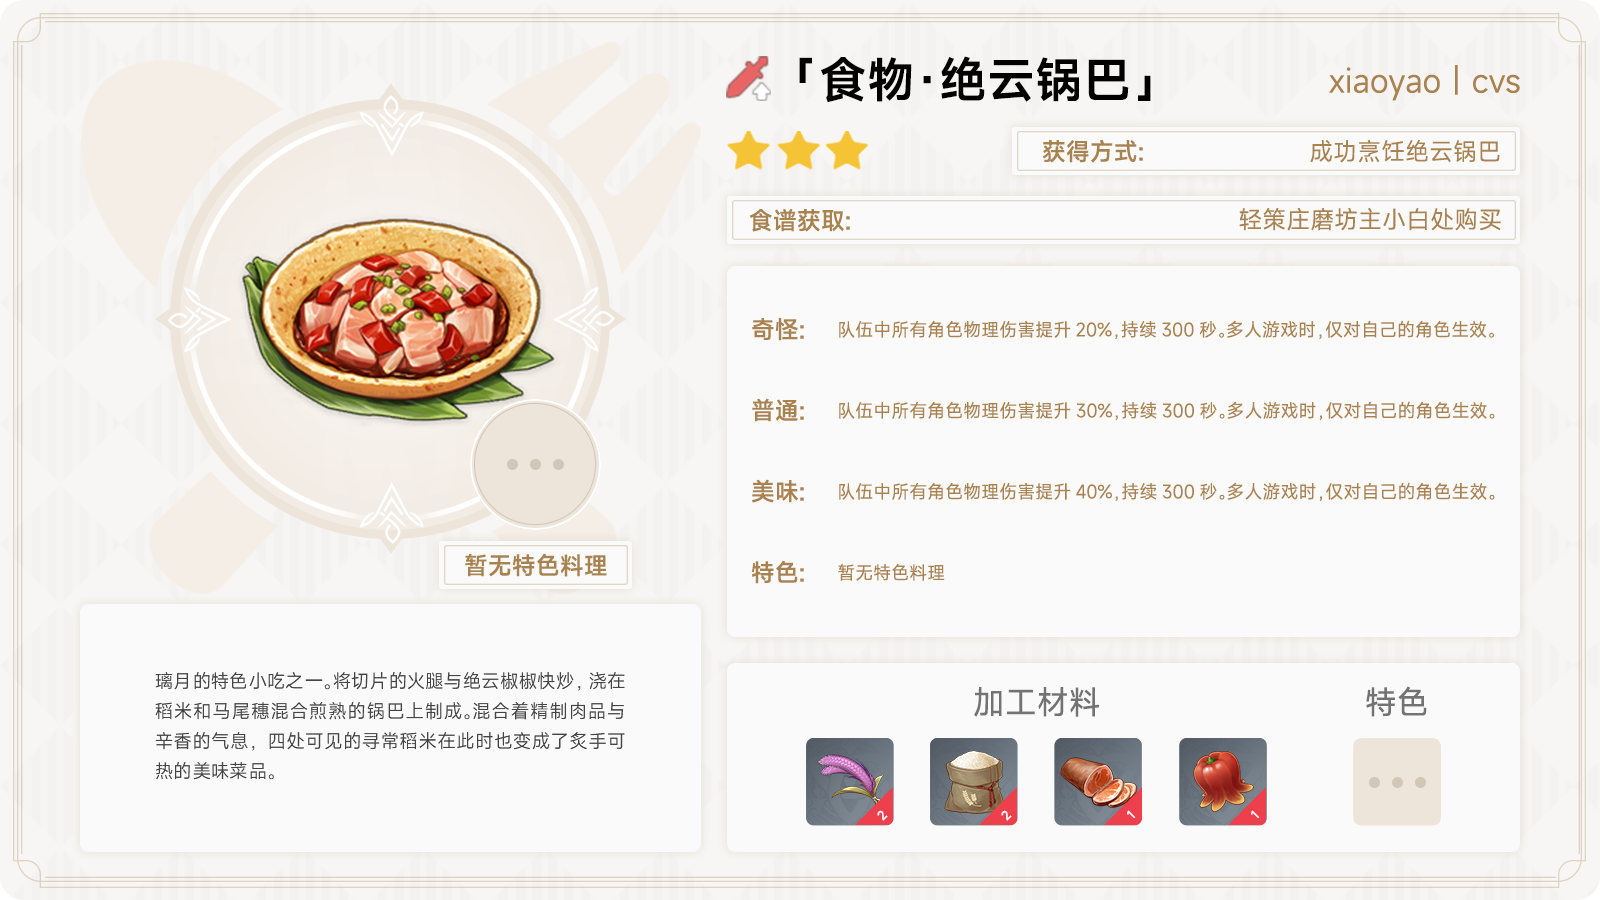 「食物·绝云锅巴」
xiaoyao | cvs
获得方式:
成功烹饪绝云锅巴
食谱获取:
轻策庄磨坊主小白处购买
奇怪:
队伍中所有角色物理伤害提升 20%,持续 300 秒。多人游戏时,仅对自己的角色生效。
普通:
队伍中所有角色物理伤害提升 30%,持续 300 秒。多人游戏时,仅对自己的角色生效。
美味:
队伍中所有角色物理伤害提升 40%,持续 300 秒。多人游戏时,仅对自己的角色生效。
特色:
暂无特色料理
暂无特色料理
璃月的特色小吃之一。将切片的火腿与绝云椒椒快炒, 浇在
稻米和马尾穗混合煎熟的锅巴上制成。混合着精制肉品与
辛香的气息, 四处可见的寻常稻米在此时也变成了炙手可
热的美味菜品。
加工材料
特色
2
2
1
1